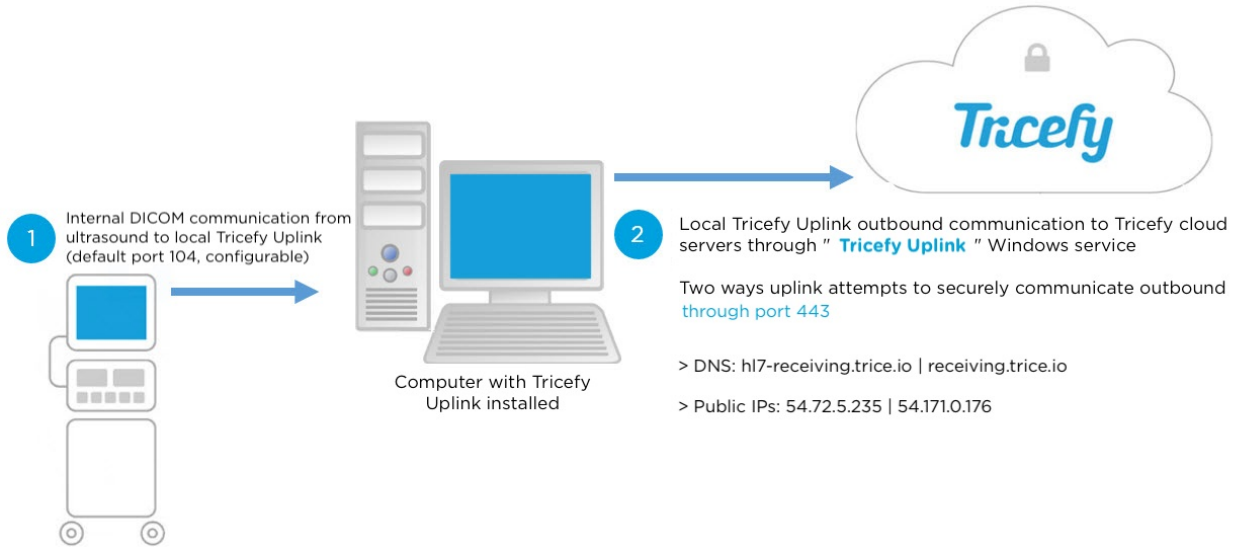 Tricefy
1
Internal DICOM communication from
ultrasound to local Tricefy Uplink
(default port 104, configurable)
Computer with Tricefy
Uplink installed
2
Local Tricefy Uplink outbound communication to Tricefy cloud
servers through " Tricefy Uplink " Windows service
Two ways uplink attempts to securely communicate outbound
through port 443
> DNS: hl7-receiving.trice.io | receiving.trice.io
> Public IPs: 54.72.5.235 | 54.171.0.176